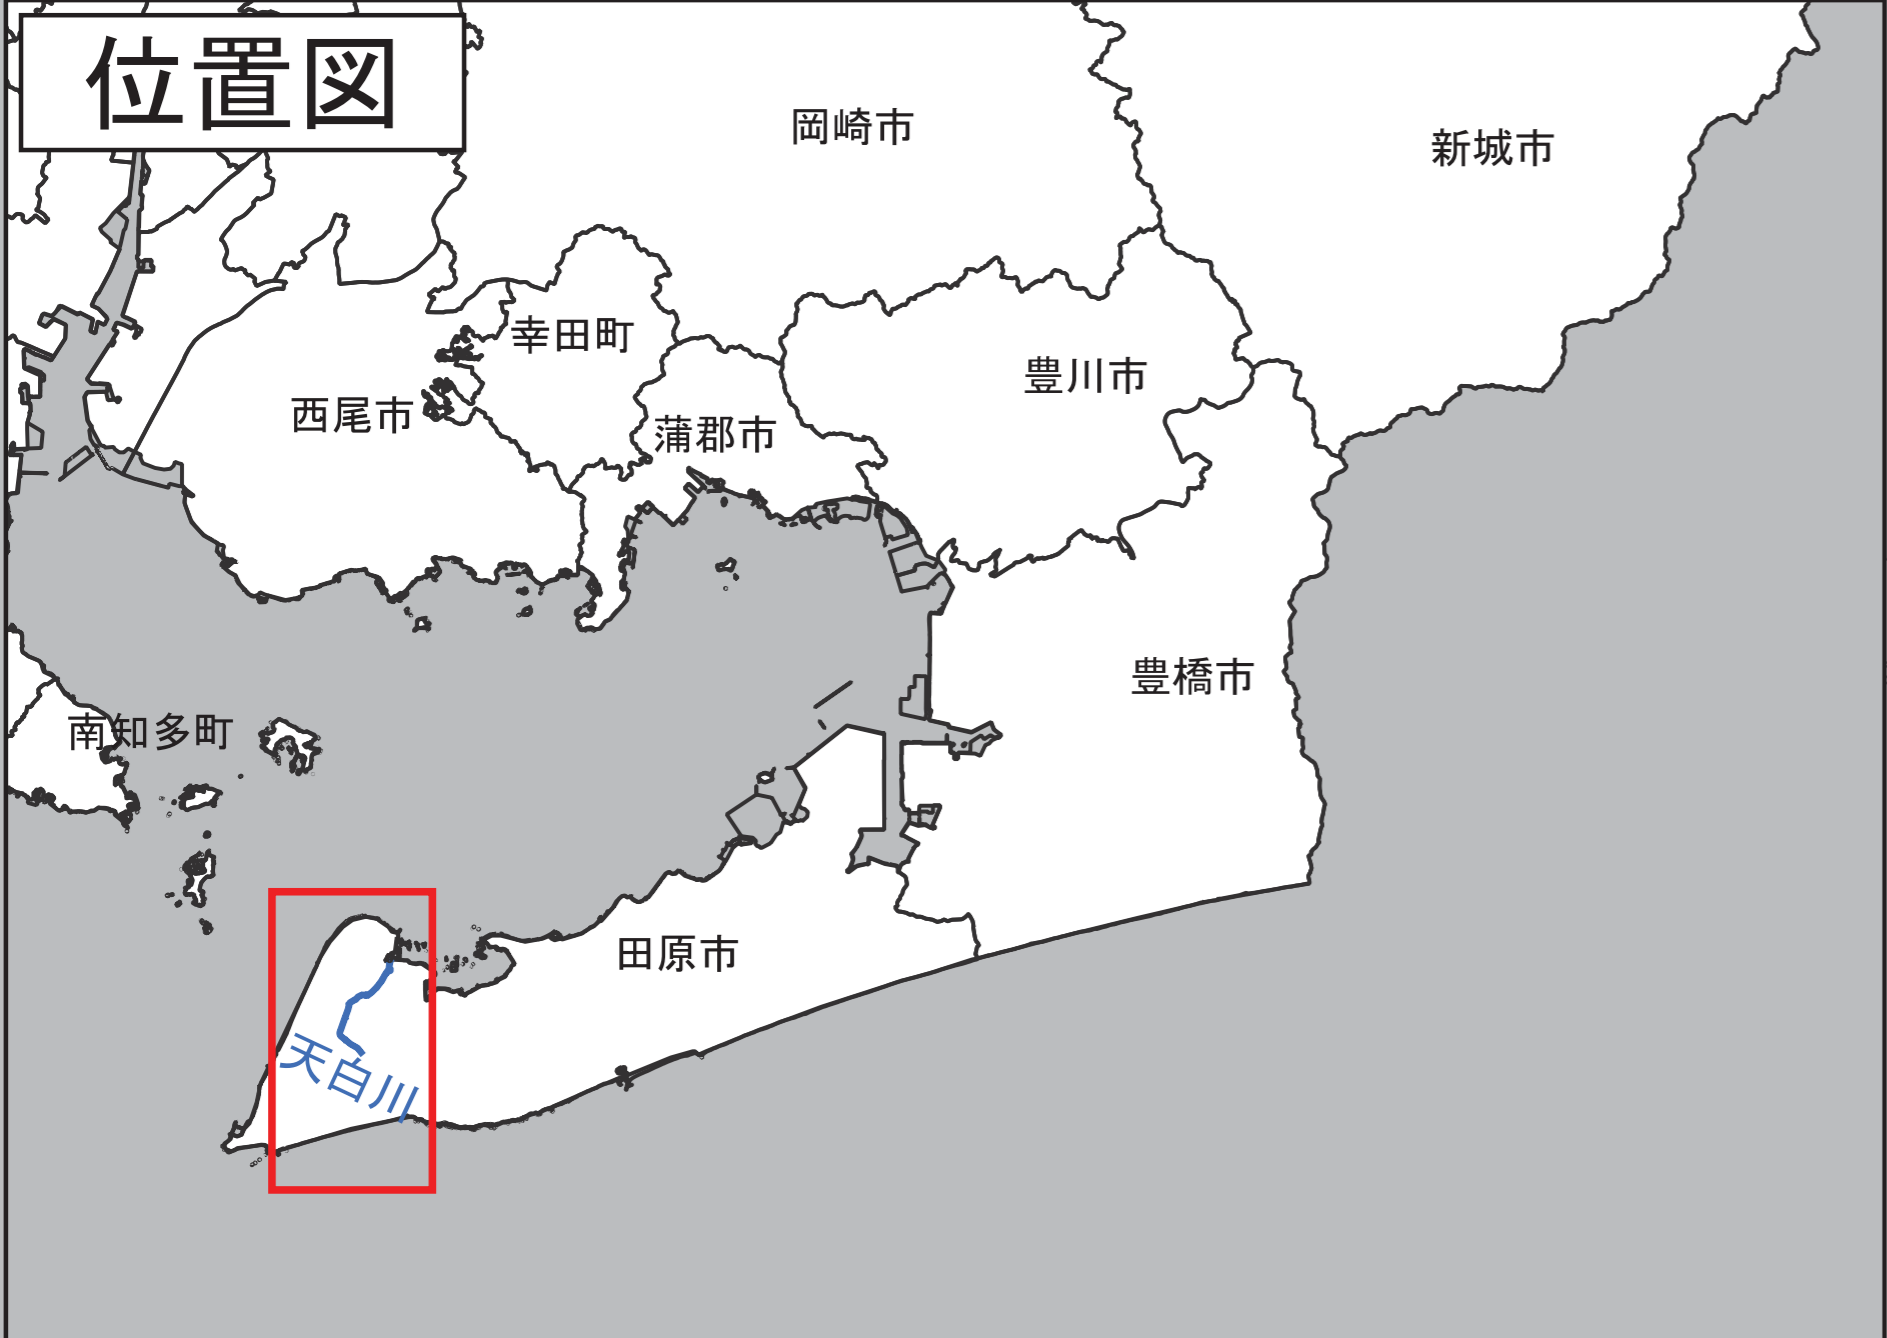 位置図
岡崎市
新城市
幸田町
豊川市
西尾市
蒲郡市
豊橋市
南知多町
田原市
天白川